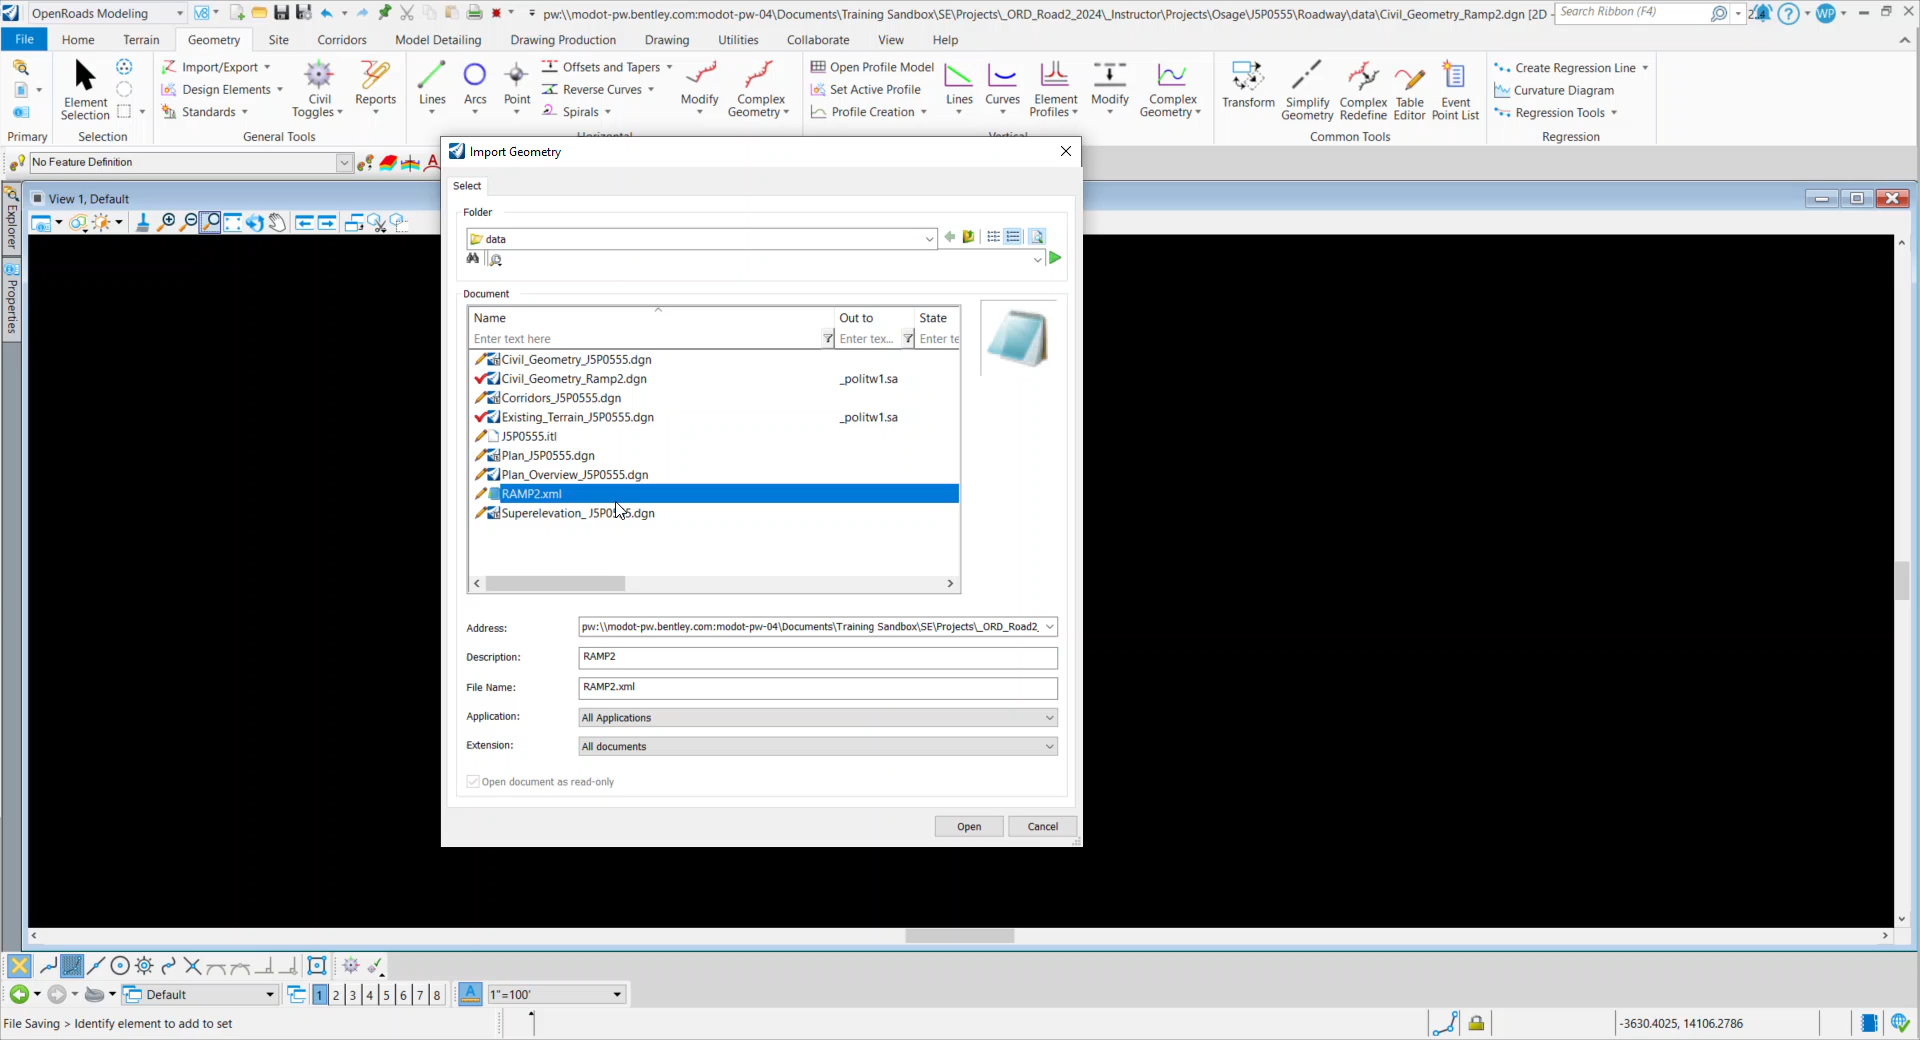 OpenRoads Modeling
pw:\\modot-pw.bentley.com:modot-pw-04\Documents\Training Sandbox\SE\Projects\_ORD_Road2_2024\_Instructor\Projects\Osage\J5P0555\Roadway\data\Civil_Geometry_Ramp2.dgn [2D -
Search Ribbon (F4)
WP
File Home Terrain Geometry Site Corridors Model Detailing Drawing Production Drawing Utilities Collaborate View Help
Import/Export
Offsets and Tapers
Open Profile Model
Create Regression Line
Design Elements
Reverse Curves
Set Active Profile
Curvature Diagram
Standards
Spirals
Profile Creation
Regression Tools
Element Selection
Civil Toggles
Reports
Lines
Arcs
Point
Modify
Complex Geometry
Lines
Curves
Element Profiles
Modify
Complex Geometry
Transform
Simplify Geometry
Complex Redefine
Table Editor
Event Point List
Primary
Selection
General Tools
Horizontal
Vertical
Common Tools
Regression
No Feature Definition
View 1, Default
Explorer
Properties
Import Geometry
Select
Folder
data
Document
Name Out to State
Enter text here Enter tex... Enter te
Civil_Geometry_J5P0555.dgn
Civil_Geometry_Ramp2.dgn _politw1.sa
Corridors_J5P0555.dgn
Existing_Terrain_J5P0555.dgn _politw1.sa
J5P0555.itl
Plan_J5P0555.dgn
Plan_Overview_J5P0555.dgn
RAMP2.xml
Superelevation_ J5P0555.dgn
Address: pw:\\modot-pw.bentley.com:modot-pw-04\Documents\Training Sandbox\SE\Projects\_ORD_Road2_
Description: RAMP2
File Name: RAMP2.xml
Application: All Applications
Extension: All documents
Open document as read-only
Open Cancel
Default 1 2 3 4 5 6 7 8 1"=100'
File Saving > Identify element to add to set
-3630.4025, 14106.2786